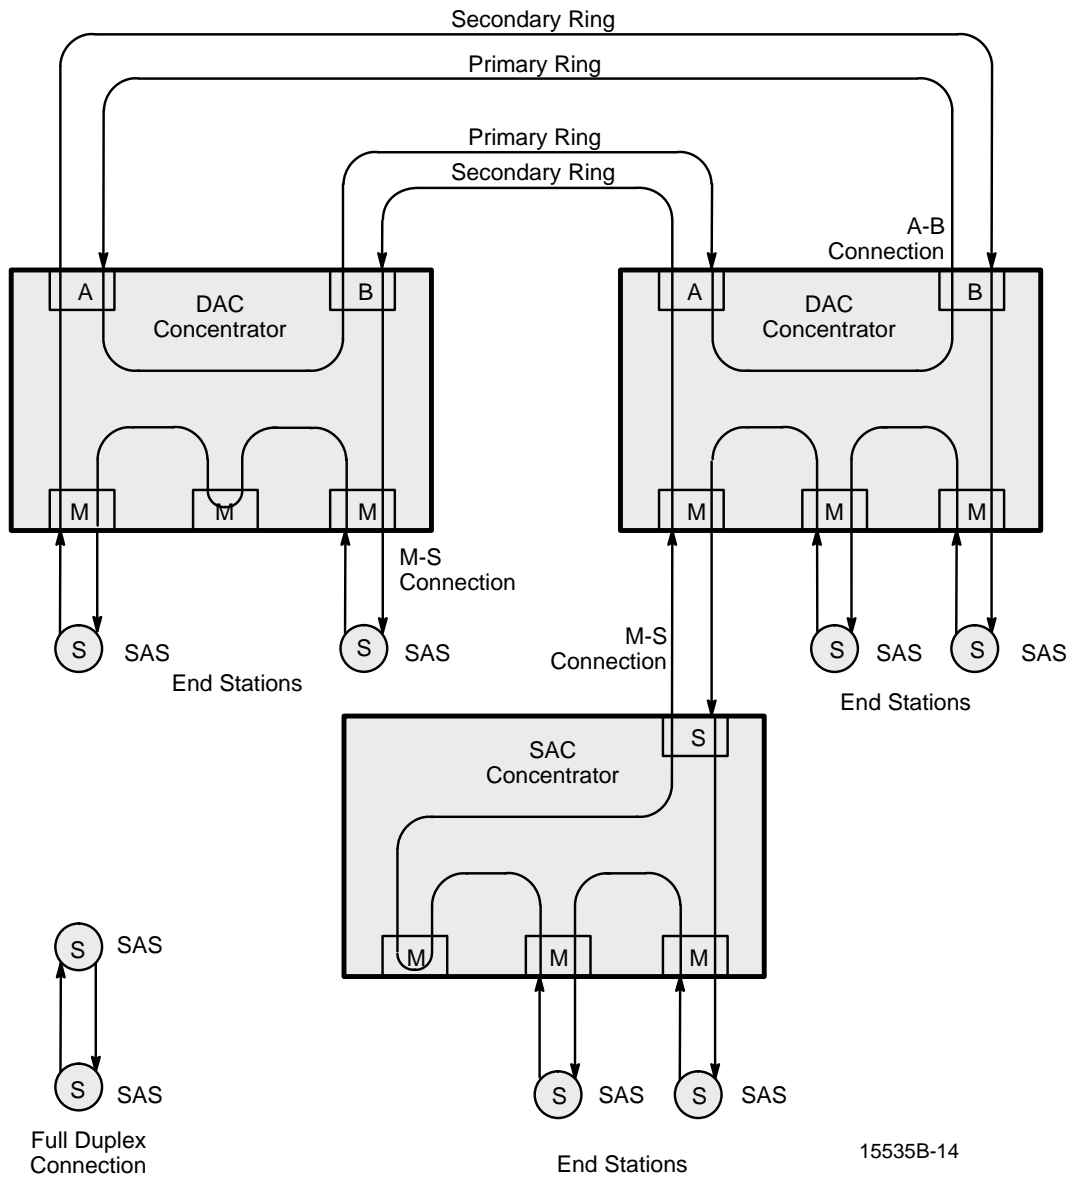 Secondary Ring
Primary Ring
Primary Ring
Secondary Ring
A-B
Connection
A
DAC
Concentrator
B
A
DAC
Concentrator
B
M
M
M
M
M
M
M-S
Connection
M-S
Connection
S
SAS
S
SAS
End Stations
S
SAS
S
SAS
End Stations
SAC
Concentrator
S
M
M
M
S
SAS
S
SAS
Full Duplex
Connection
S
SAS
S
SAS
End Stations
15535B-14